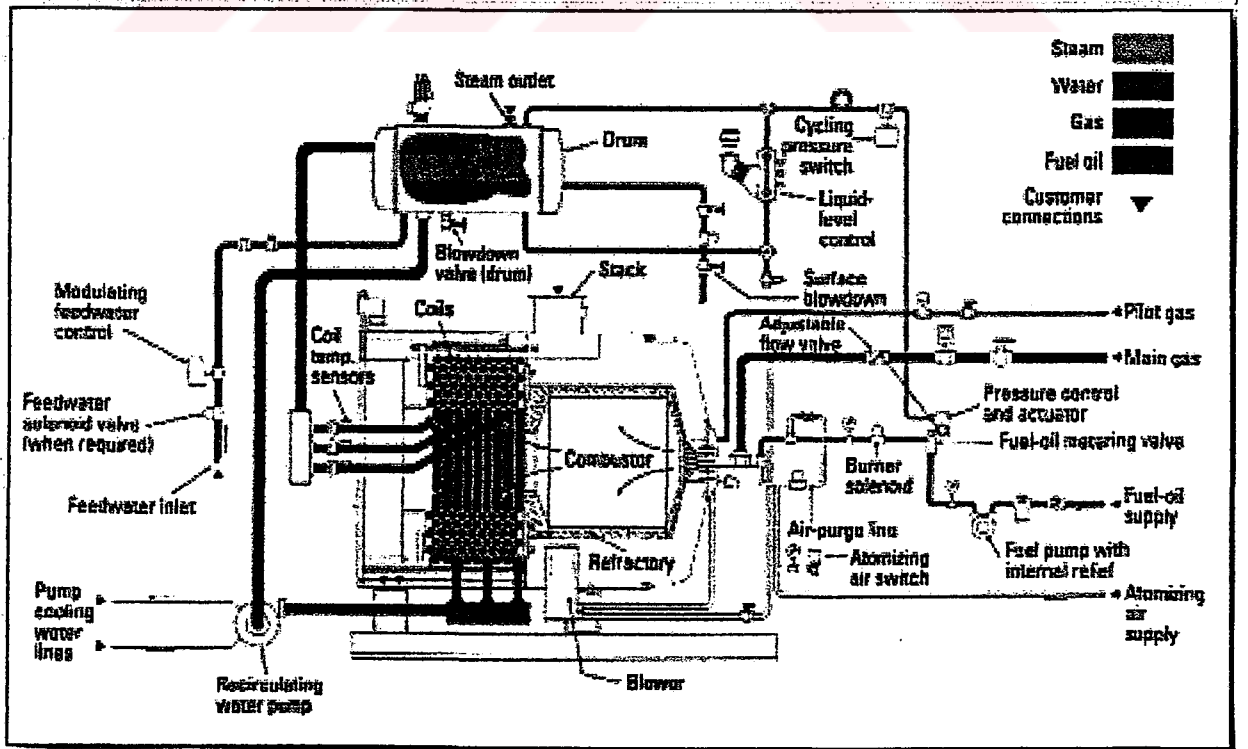 Steam
Water
Gas
Fuel oil
Customer
connections
Steam outlet
Drum
Cycling
pressure
switch
Liquid-
level
control
Blowdown
valve (drum)
Stack
Surface
blowdown
Modulating
feedwater
control
Coils
Coil
temp.
sensors
Adjustable
flow valve
Pilot gas
Main gas
Feedwater
solenoid valve
(when required)
Pressure control
and actuator
Fuel-oil metering valve
Combustor
Burner
solenoid
Feedwater inlet
Fuel-oil
supply
Air-purge line
Refractory
Atomizing
air switch
Fuel pump with
internal relief
Pump
cooling
water
lines
Atomizing
air
supply
Recirculating
water pump
Blower